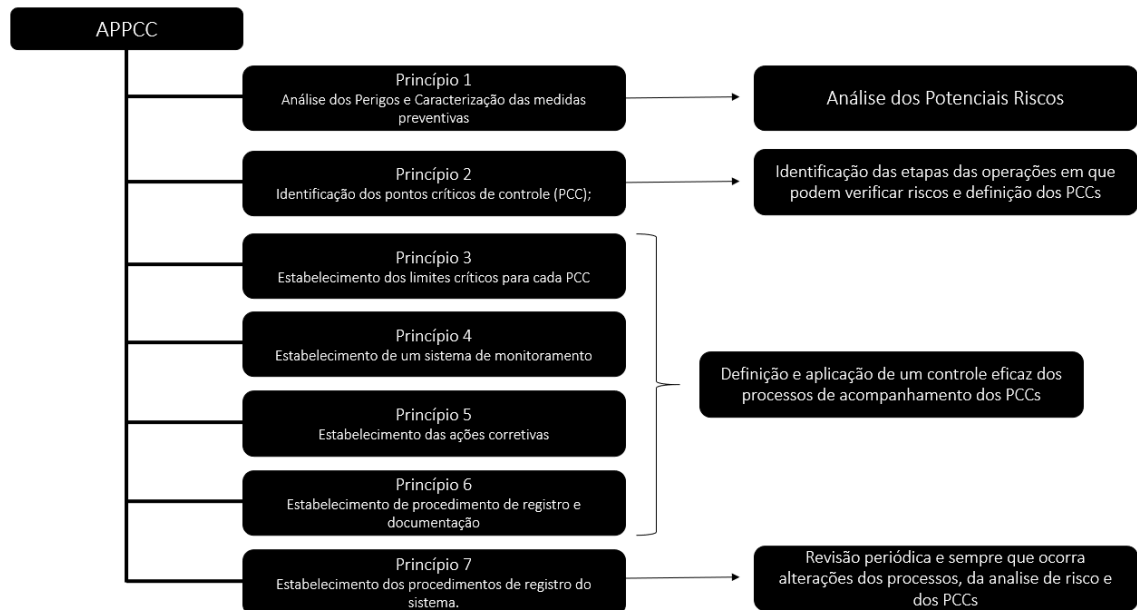 APPCC
Princípio 1
Análise dos Perigos e Caracterização das medidas
preventivas
Análise dos Potenciais Riscos
Princípio 2
Identificação dos pontos críticos de controle (PCC);
Identificação das etapas das operações em que
podem verificar riscos e definição dos PCCs
Princípio 3
Estabelecimento dos limites críticos para cada PCC
Princípio 4
Estabelecimento de um sistema de monitoramento
Princípio 5
Estabelecimento das ações corretivas
Princípio 6
Estabelecimento de procedimento de registro e
documentação
Definição e aplicação de um controle eficaz dos
processos de acompanhamento dos PCCs
Princípio 7
Estabelecimento dos procedimentos de registro do
sistema.
Revisão periódica e sempre que ocorra
alterações dos processos, da analise de risco e
dos PCCs